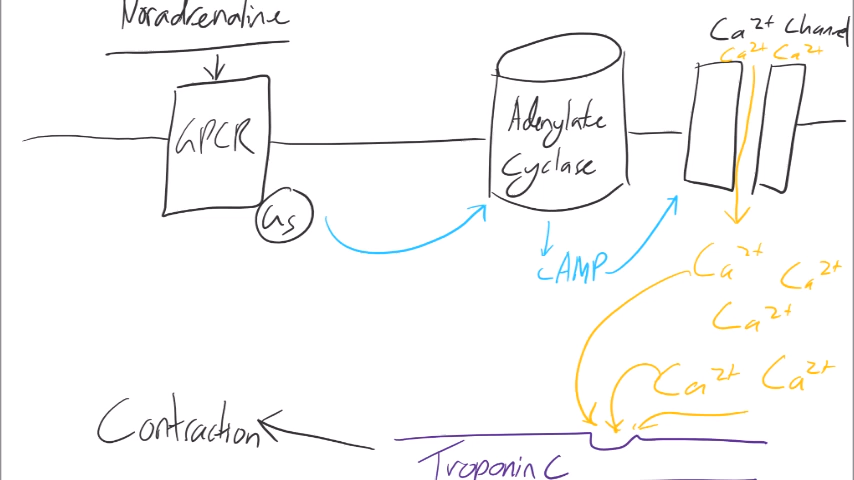 Noradrenaline
Ca²⁺ Channel
Ca²⁺ Ca²⁺
GPCR
Adenylate
Cyclase
Gs
cAMP
Ca²⁺
Ca²⁺
Ca²⁺
Ca²⁺ Ca²⁺
Contraction
Troponin C